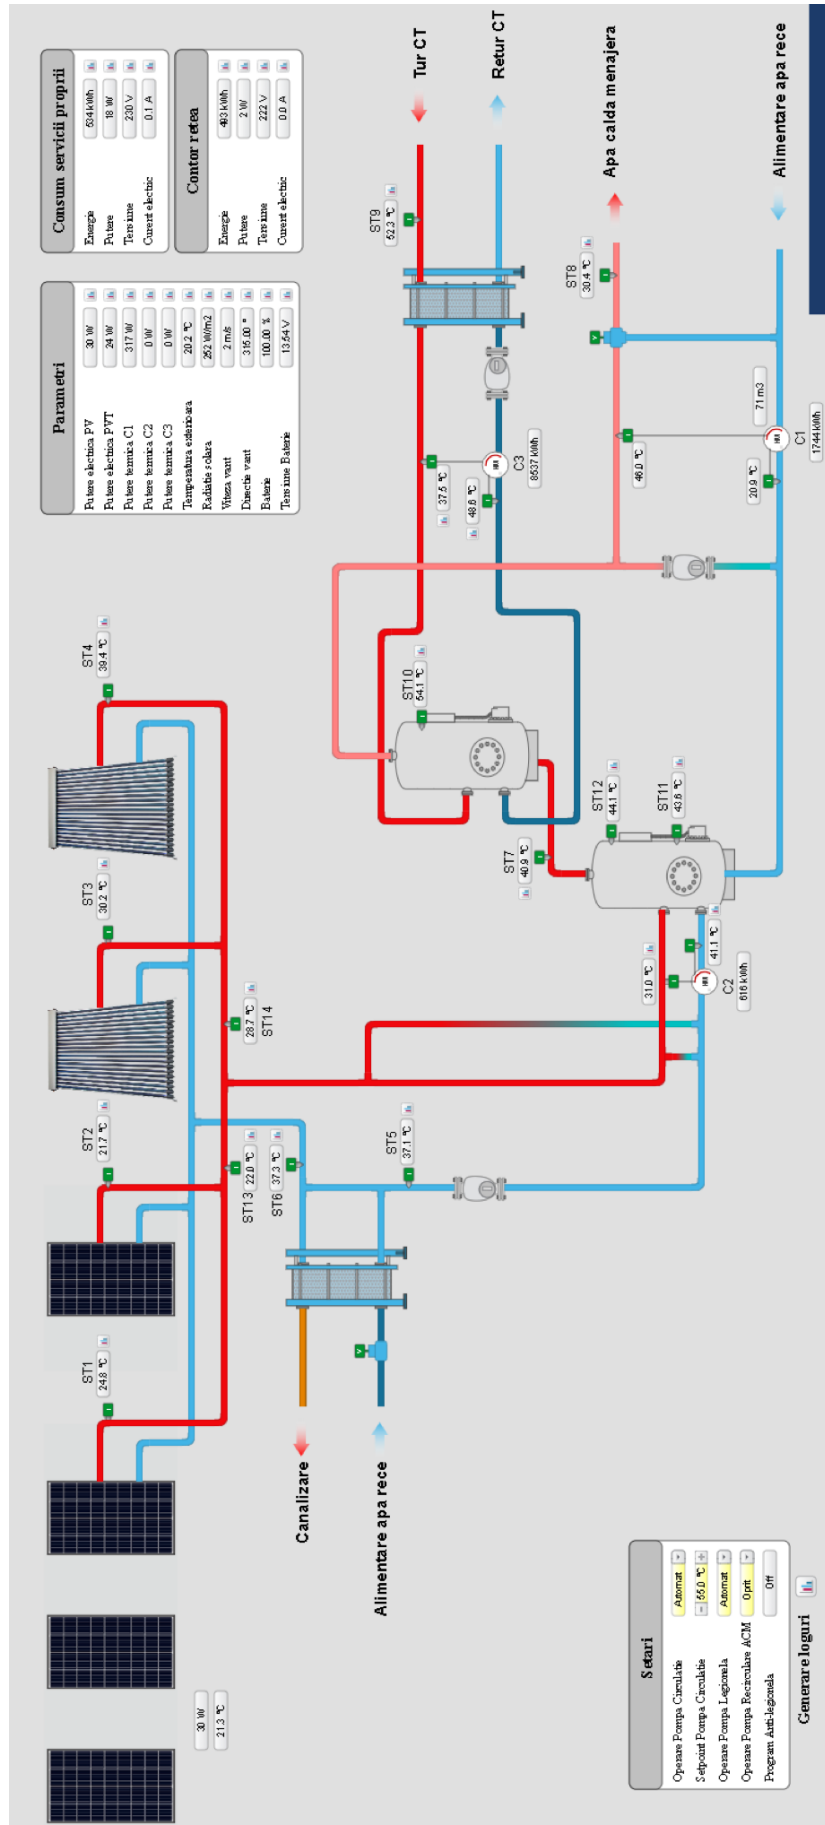 Consum servicii proprii
Energie 504 kWh
Putere 18 W
Tensiune 230 V
Curent electric 0.1 A
Contor retea
Energie 493 kWh
Putere 2 W
Tensiune 222 V
Curent electric 0.0 A
Parametri
Putere electrica PV 30 W
Putere electrica PVT 24 W
Putere termica C1 317 W
Putere termica C2 0 W
Putere termica C3 0 W
Temperatura exterioara 20.2 °C
Radiatie solara 252 W/m2
Viteza vant 2 m/s
Directie vant 315.00 °
Baterie 100.00 %
Tensiune Baterie 13.54 V
Tur CT
Retur CT
Apa calda menajera
Alimentare apa rece
ST9
52.3 °C
ST8
30.4 °C
37.5 °C
48.6 °C
C3
8537 kWh
46.0 °C
20.9 °C
71 m3
C1
1744 kWh
ST4
39.4 °C
ST3
30.2 °C
ST2
21.7 °C
ST1
24.8 °C
ST10
54.1 °C
ST7
40.9 °C
ST12
44.1 °C
ST11
43.6 °C
31.0 °C
41.1 °C
C2
616 kWh
28.7 °C
ST14
ST13
22.0 °C
ST6
37.3 °C
ST5
37.1 °C
Canalizare
Alimentare apa rece
30 W
21.3 °C
Setari
Operare Pompa Circulatie Automat
Setpoint Pompa Circulatie - 55.0 °C +
Operare Pompa Legionela Automat
Operare Pompa Recirculare ACM Oprit
Program Anti-legionela Off
Generare loguri